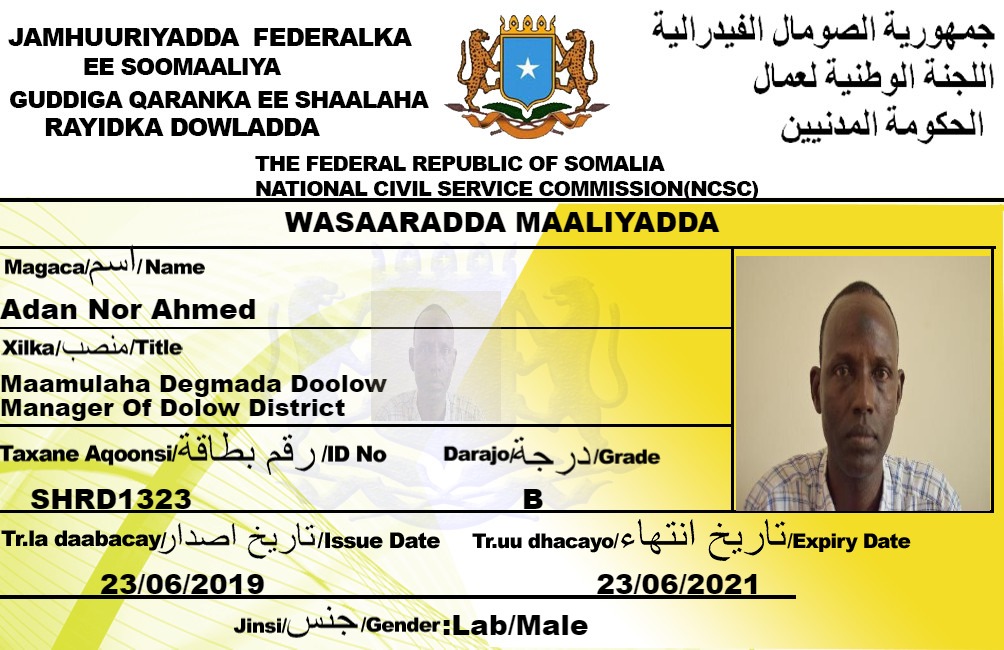 JAMHUURIYADDA FEDERALKA
EE SOOMAALIYA
GUDDIGA QARANKA EE SHAALAHA
RAYIDKA DOWLADDA
جمهورية الصومال الفيدرالية
اللجنة الوطنية لعمال
الحكومة المدنيين
THE FEDERAL REPUBLIC OF SOMALIA
NATIONAL CIVIL SERVICE COMMISSION(NCSC)
WASAARADDA MAALIYADDA
Magaca/اسم/Name
Adan Nor Ahmed
Xilka/منصب/Title
Maamulaha Degmada Doolow
Manager Of Dolow District
Taxane Aqoonsi/رقم بطاقة/ID No
SHRD1323
Darajo/درجة/Grade
B
Tr.la daabacay/تاريخ اصدار/Issue Date
23/06/2019
Tr.uu dhacayo/تاريخ انتهاء/Expiry Date
23/06/2021
Jinsi/جنس/Gender:Lab/Male